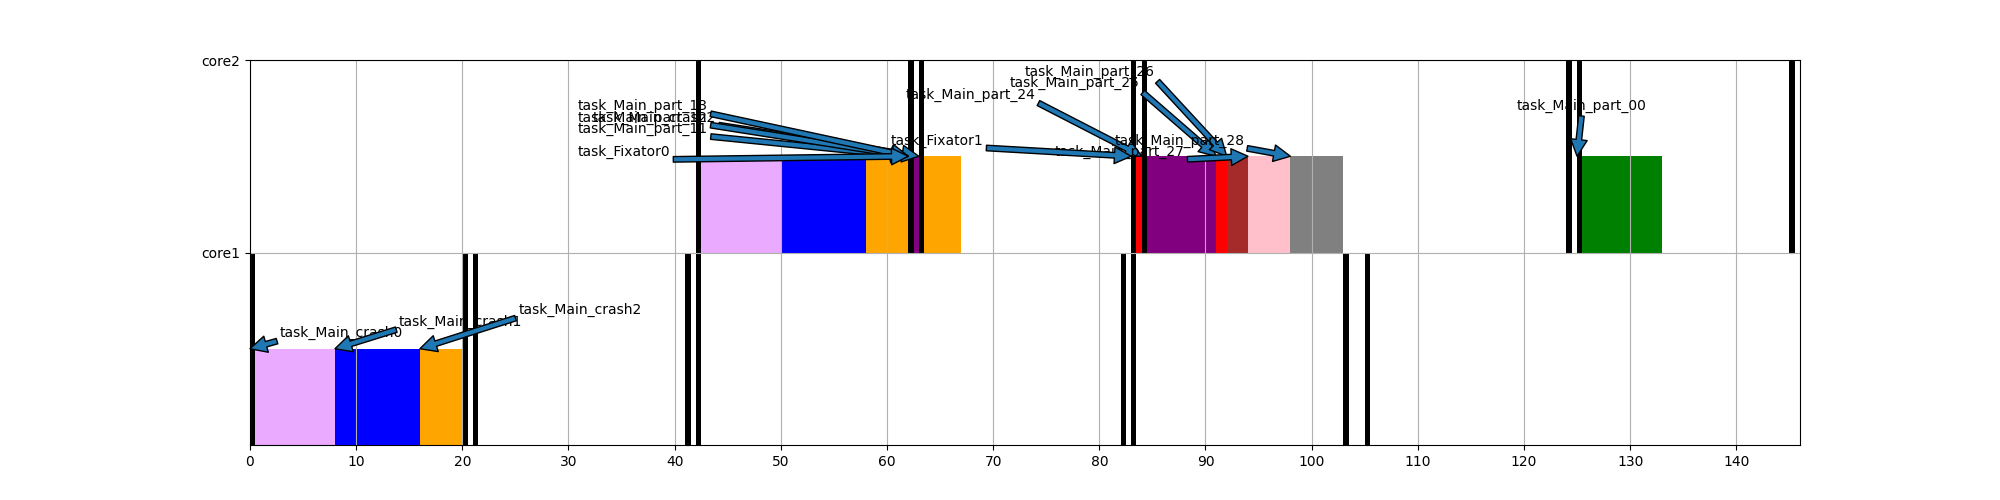 core2
task_Main_part_26
task_Main_part_25
task_Main_part_24
task_Main_part_13
task_Main_part_00
task_Main_part_11
task_Fixator1
task_Main_part_28
task_Fixator0
task_Main_part_27
core1
task_Main_crash2
task_Main_crash1
task_Main_crash0
0 10 20 30 40 50 60 70 80 90 100 110 120 130 140